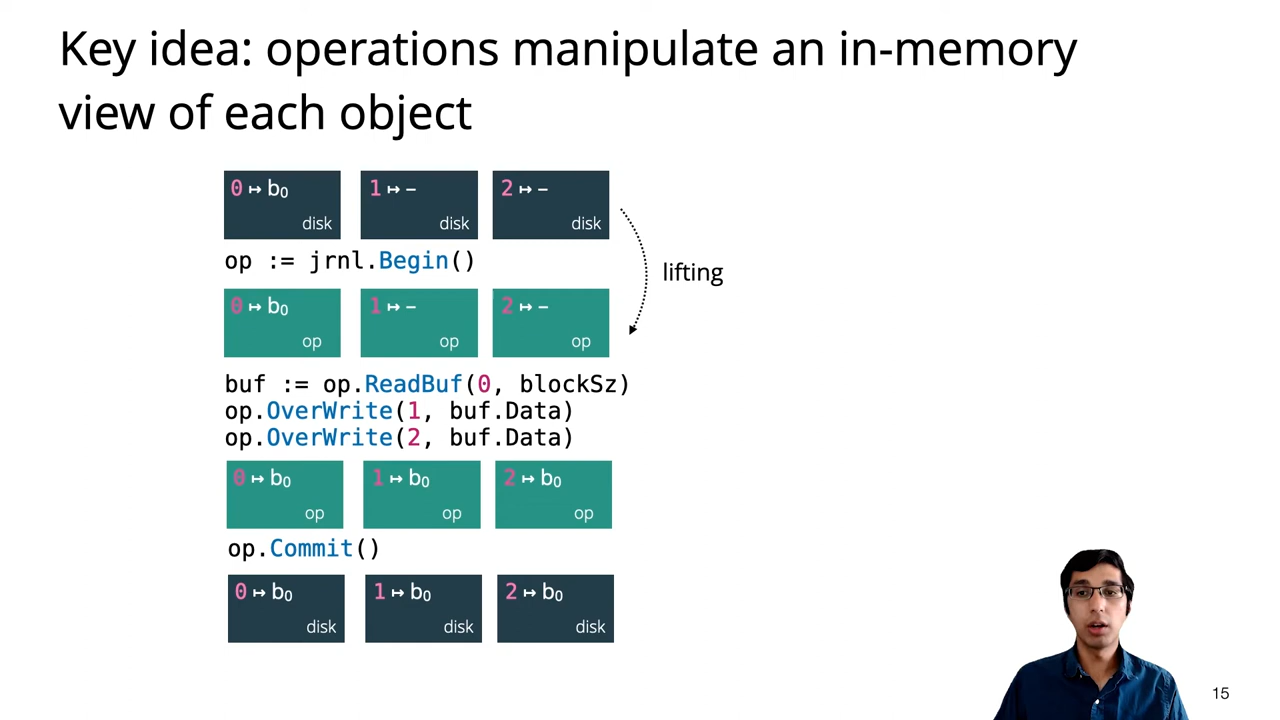 Key idea: operations manipulate an in-memory
view of each object
0 ↦ b₀ 1 ↦ – 2 ↦ –
disk disk disk
op := jrnl.Begin()
lifting
0 ↦ b₀ 1 ↦ – 2 ↦ –
op op op
buf := op.ReadBuf(0, blockSz)
op.OverWrite(1, buf.Data)
op.OverWrite(2, buf.Data)
0 ↦ b₀ 1 ↦ b₀ 2 ↦ b₀
op op op
op.Commit()
0 ↦ b₀ 1 ↦ b₀ 2 ↦ b₀
disk disk disk
15